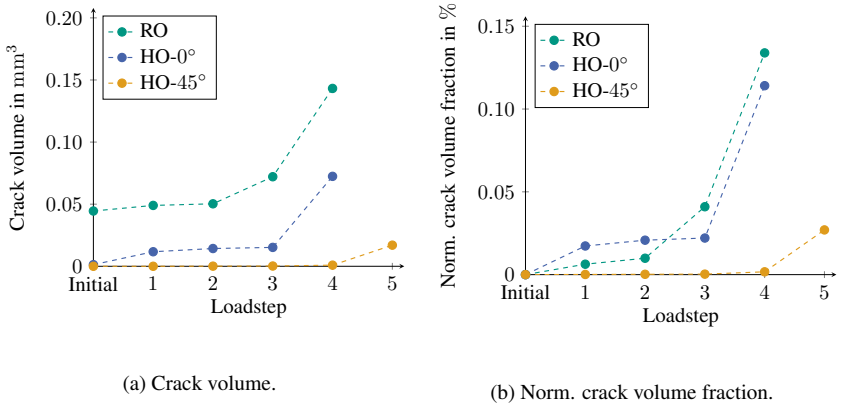 Crack volume in mm³
0.20
0.15
0.10
0.05
0
RO
HO-0°
HO-45°
Initial 1 2 3 4 5
Loadstep
(a) Crack volume.
Norm. crack volume fraction in %
0.15
0.10
0.05
0
RO
HO-0°
HO-45°
Initial 1 2 3 4 5
Loadstep
(b) Norm. crack volume fraction.